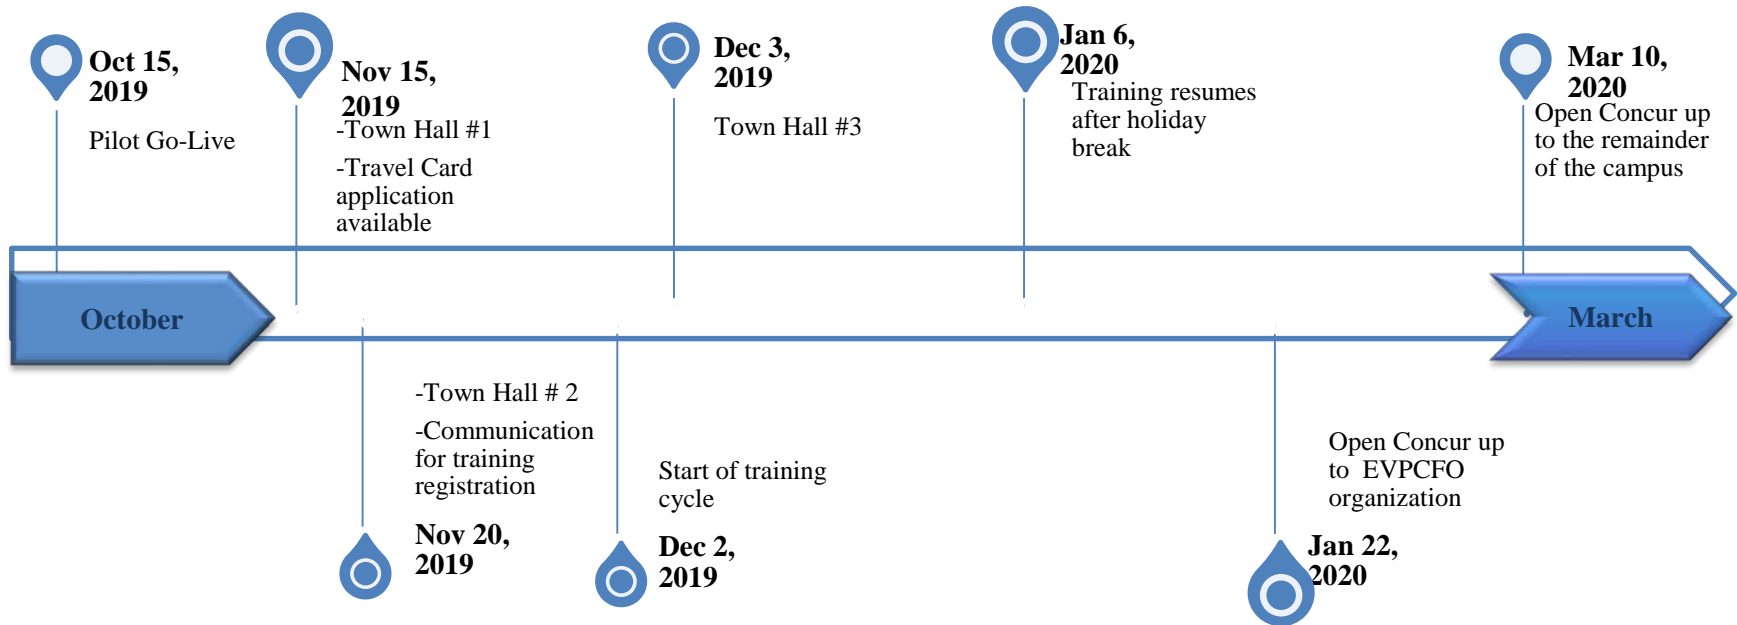 Oct 15,
2019
Pilot Go-Live
Nov 15,
2019
-Town Hall #1
-Travel Card
application
available
Dec 3,
2019
Town Hall #3
Jan 6,
2020
Training resumes
after holiday
break
Mar 10,
2020
Open Concur up
to the remainder
of the campus
October
March
-Town Hall # 2
-Communication
for training
registration
Nov 20,
2019
Start of training
cycle
Dec 2,
2019
Open Concur up
to EVPCFO
organization
Jan 22,
2020